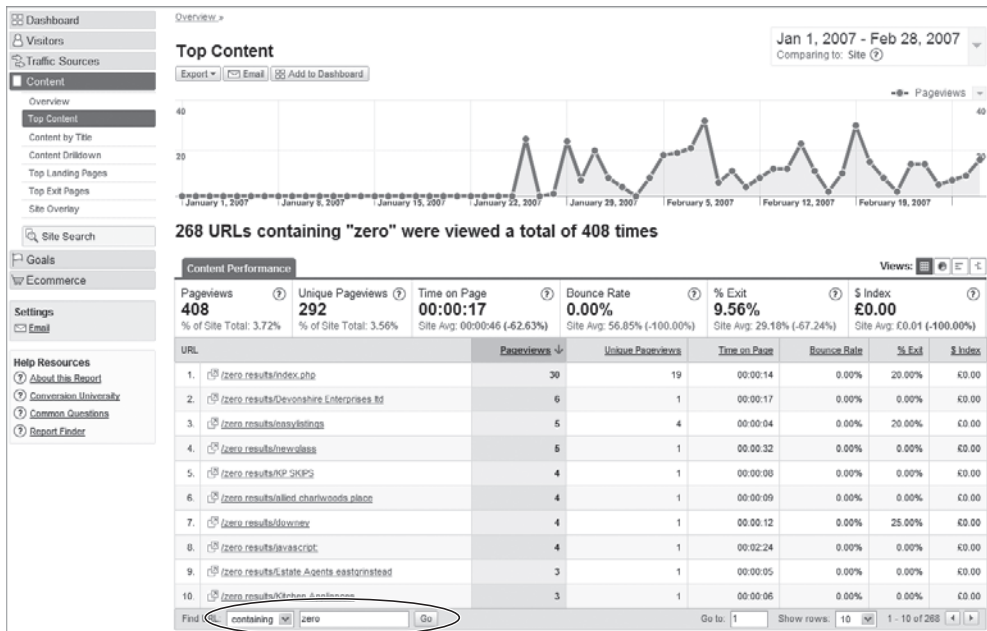 Dashboard
Visitors
Traffic Sources
Content
Overview
Top Content
Content by Title
Content Drilldown
Top Landing Pages
Top Exit Pages
Site Overlay
Site Search
Goals
Ecommerce
Settings
Email
Help Resources
About this Report
Conversion University
Common Questions
Report Finder
Overview »
Top Content
Jan 1, 2007 - Feb 28, 2007
Comparing to: Site
Export Email Add to Dashboard
Pageviews
40 40
20 20
January 1, 2007 January 8, 2007 January 15, 2007 January 22, 2007 January 29, 2007 February 5, 2007 February 12, 2007 February 19, 2007
268 URLs containing "zero" were viewed a total of 408 times
Content Performance
Views:
Pageviews Unique Pageviews Time on Page Bounce Rate % Exit $ Index
408 292 00:00:17 0.00% 9.56% £0.00
% of Site Total: 3.72% % of Site Total: 3.56% Site Avg: 00:00:46 (-62.63%) Site Avg: 56.85% (-100.00%) Site Avg: 29.18% (-67.24%) Site Avg: £0.01 (-100.00%)
URL Pageviews Unique Pageviews Time on Page Bounce Rate % Exit $ Index
1. /zero results/index.php 30 19 00:00:14 0.00% 20.00% £0.00
2. /zero results/Devonshire Enterprises ltd 6 1 00:00:17 0.00% 0.00% £0.00
3. /zero results/easylistings 5 4 00:00:04 0.00% 20.00% £0.00
4. /zero results/newglass 5 1 00:00:32 0.00% 0.00% £0.00
5. /zero results/KP SKIPS 4 1 00:00:08 0.00% 0.00% £0.00
6. /zero results/allied charlwoods place 4 1 00:00:09 0.00% 0.00% £0.00
7. /zero results/downey 4 1 00:00:12 0.00% 25.00% £0.00
8. /zero results/javascript: 4 1 00:02:24 0.00% 0.00% £0.00
9. /zero results/Estate Agents eastgrinstead 3 1 00:00:05 0.00% 0.00% £0.00
10. /zero results/Kitchen Appliances 3 1 00:00:06 0.00% 0.00% £0.00
Find URL: containing zero Go Go to: 1 Show rows: 10 1 - 10 of 268